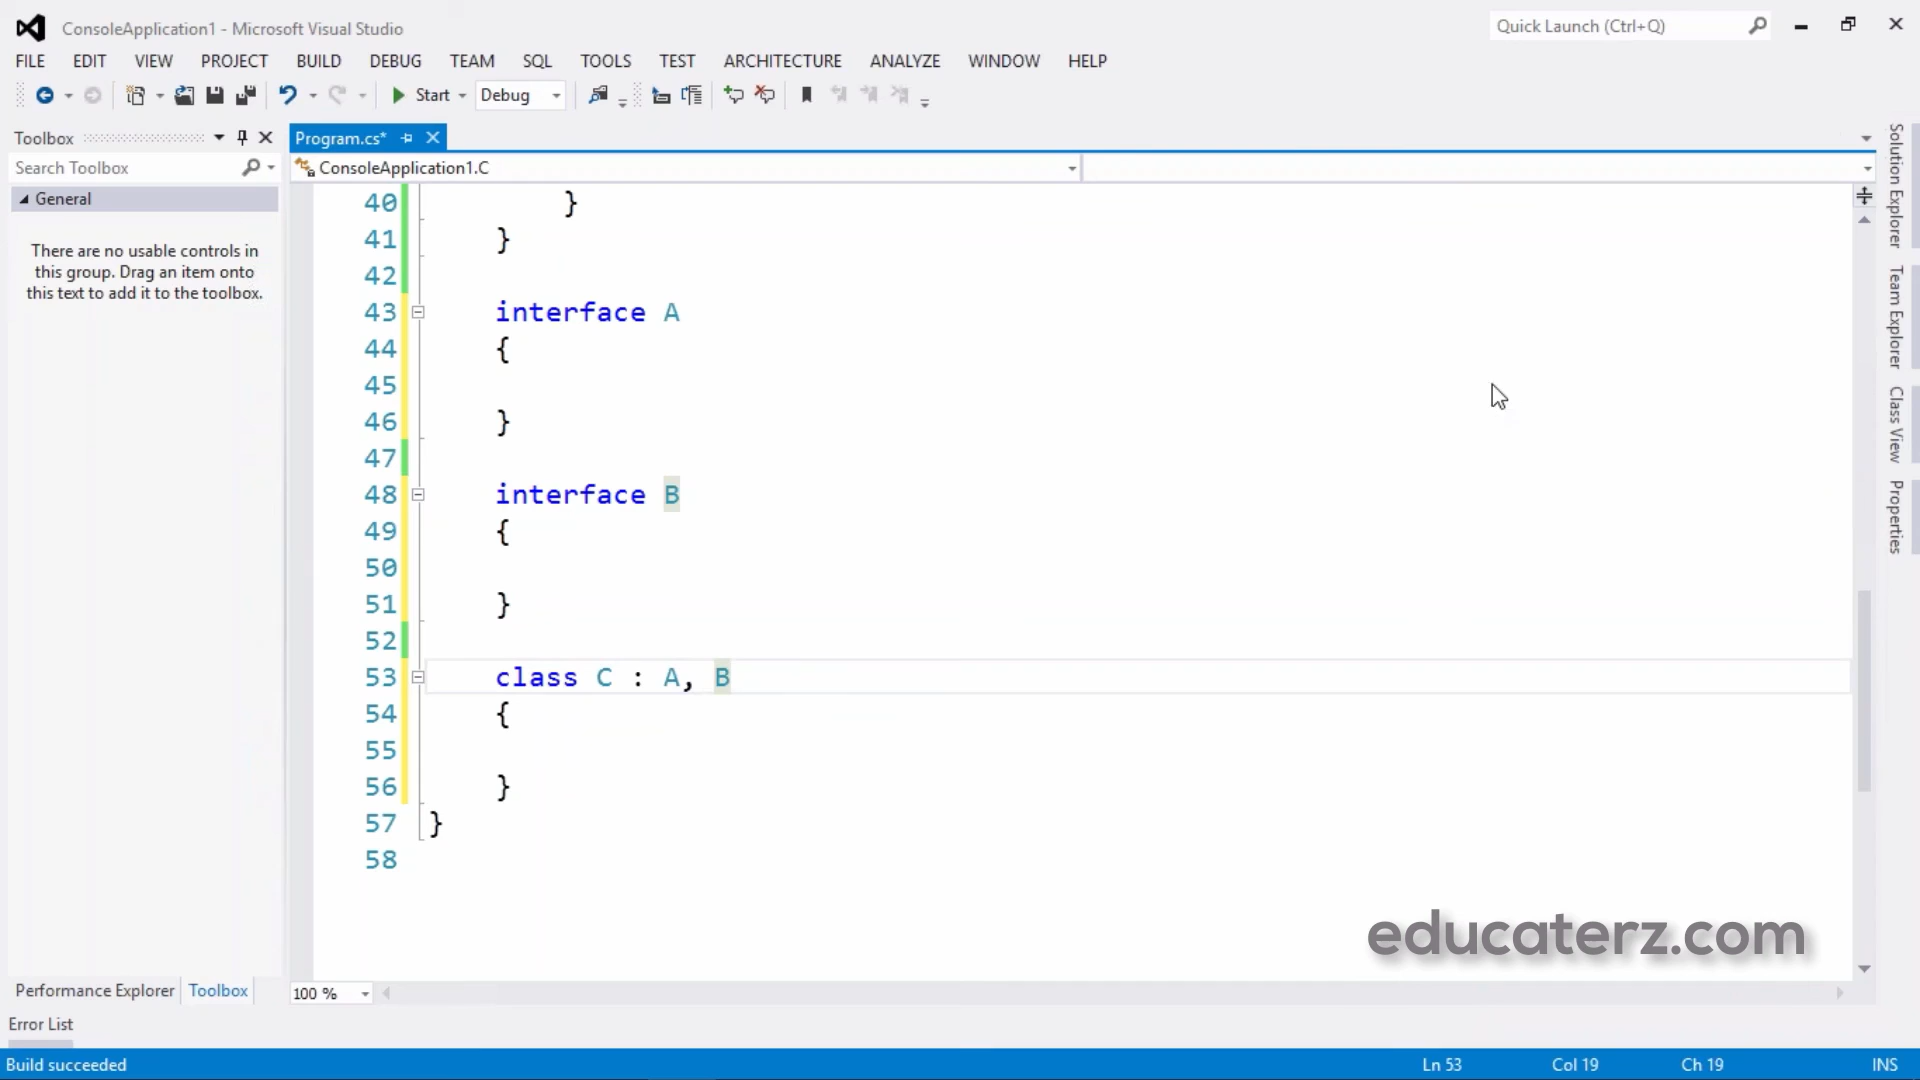 ConsoleApplication1 - Microsoft Visual Studio
Quick Launch (Ctrl+Q)
FILE EDIT VIEW PROJECT BUILD DEBUG TEAM SQL TOOLS TEST ARCHITECTURE ANALYZE WINDOW HELP
Start Debug
Toolbox
Program.cs*
Search Toolbox
ConsoleApplication1.C
General
There are no usable controls in
this group. Drag an item onto
this text to add it to the toolbox.
40 }
41 }
42
43 interface A
44 {
45
46 }
47
48 interface B
49 {
50
51 }
52
53 class C : A, B
54 {
55
56 }
57 }
58
Solution Explorer
Team Explorer
Class View
Properties
educaterz.com
Performance Explorer Toolbox
100 %
Error List
Build succeeded
Ln 53 Col 19 Ch 19 INS